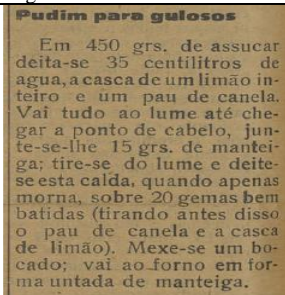 Pudim para gulosos
Em 450 grs. de assucar
deita-se 35 centilitros de
agua, a casca de um limão in-
teiro e um pau de canela.
Vai tudo ao lume até che-
gar a ponto de cabelo, jun-
te-se-lhe 15 grs. de mantei-
ga; tire-se do lume e deite-
se esta calda, quando apenas
morna, sobre 20 gemas bem
batidas (tirando antes disso
o pau de canela e a casca
de limão). Mexe-se um bo-
cado; vai ao forno em for-
ma untada de manteiga.